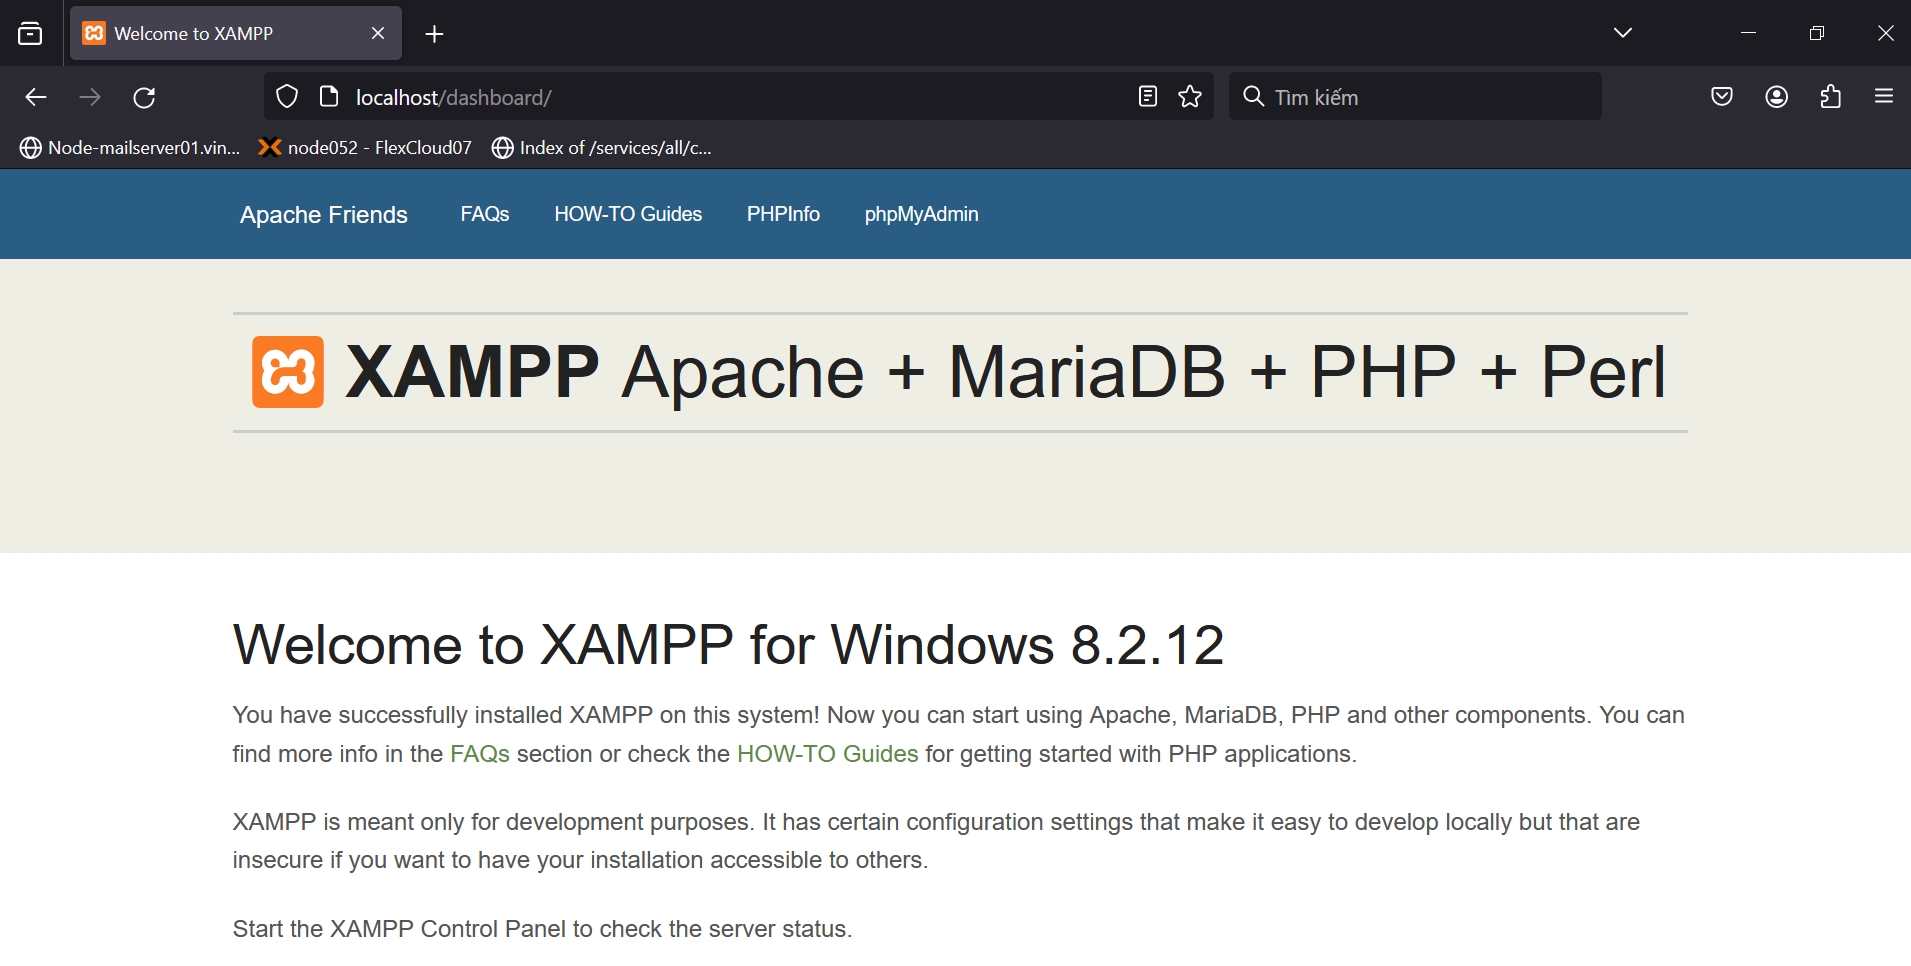 Welcome to XAMPP
localhost/dashboard/
Tìm kiếm
Node-mailserver01.vin...
node052 - FlexCloud07
Index of /services/all/c...
Apache Friends
FAQs
HOW-TO Guides
PHPInfo
phpMyAdmin
XAMPP Apache + MariaDB + PHP + Perl
Welcome to XAMPP for Windows 8.2.12
You have successfully installed XAMPP on this system! Now you can start using Apache, MariaDB, PHP and other components. You can
find more info in the FAQs section or check the HOW-TO Guides for getting started with PHP applications.
XAMPP is meant only for development purposes. It has certain configuration settings that make it easy to develop locally but that are
insecure if you want to have your installation accessible to others.
Start the XAMPP Control Panel to check the server status.